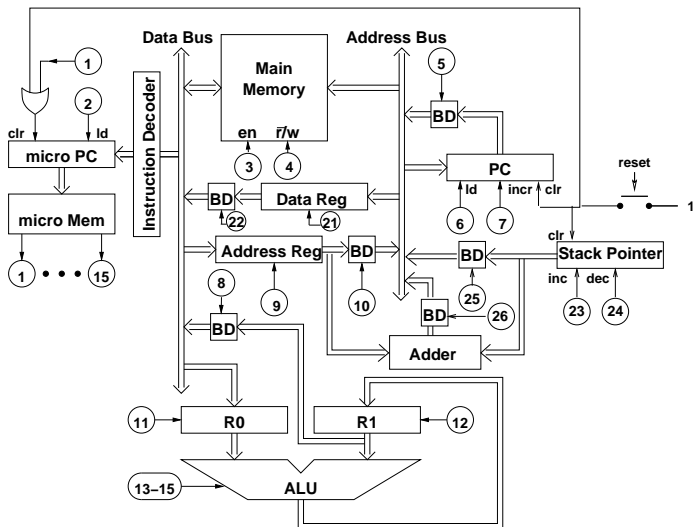 Data Bus
Address Bus
1
Main
Memory
5
2
Instruction Decoder
BD
clr
ld
en
r̅/w
micro PC
3
4
PC
reset
ld
incr
clr
micro Mem
BD
Data Reg
6
7
1
22
21
clr
1
15
Address Reg
BD
BD
Stack Pointer
8
9
10
25
inc
dec
23
24
BD
BD
26
Adder
11
R0
R1
12
13–15
ALU